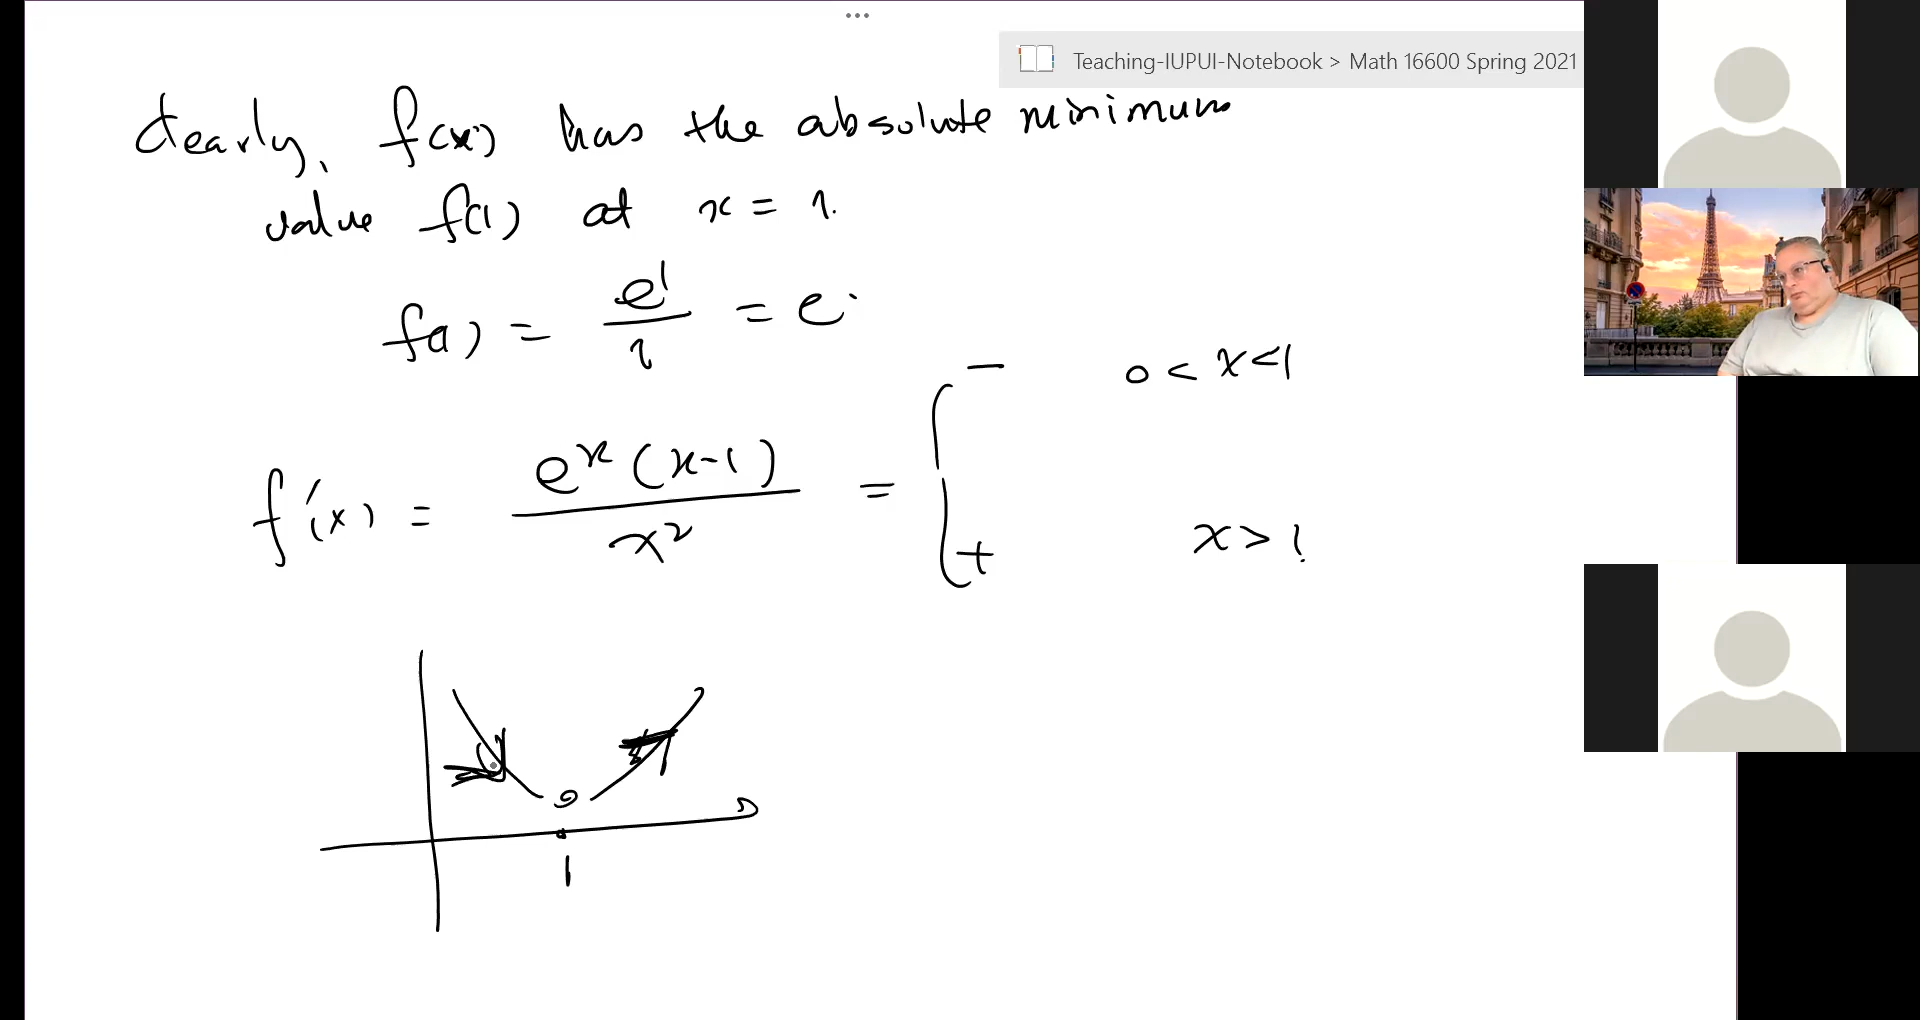 Teaching-IUPUI-Notebook > Math 16600 Spring 2021
Clearly, f(x) has the absolute minimum
value f(1) at x = 1.
f(1) = e¹/1 = e.
f'(x) = e^x (x-1) / x² = { − 0 < x < 1
+ x > 1
1